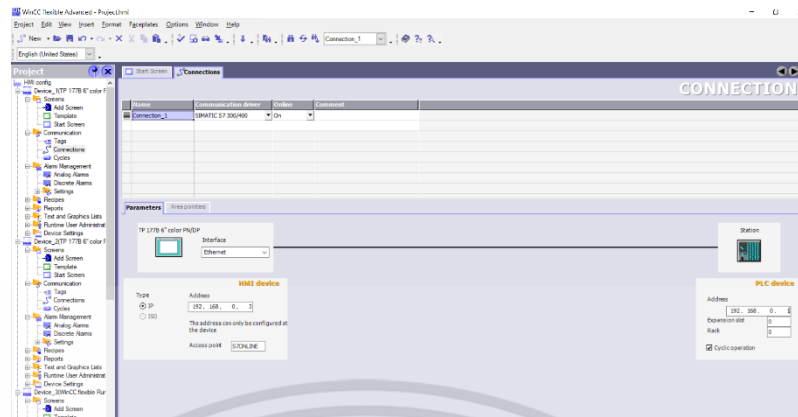 WinCC flexible Advanced - Project.hmi
Project Edit View Insert Format Faceplates Options Window Help
New
Connection_1
English (United States)
Project
Start Screen
Connections
HMI config
Device_1(TP 177B 6" color P
Screens
Add Screen
Template
Start Screen
Communication
Tags
Connections
Cycles
Alarm Management
Analog Alarms
Discrete Alarms
Settings
Recipes
Reports
Text and Graphics Lists
Runtime User Administrat
Device Settings
Device_2(TP 177B 6" color P
Screens
Add Screen
Template
Start Screen
Communication
Tags
Connections
Cycles
Alarm Management
Analog Alarms
Discrete Alarms
Settings
Recipes
Reports
Text and Graphics Lists
Runtime User Administrat
Device Settings
Device_3(WinCC flexible Rur
Screens
Add Screen
Template
CONNECTION
Name Communication driver Online Comment
Connection_1 SIMATIC S7 300/400 On
Parameters Area pointers
TP 177B 6" color PN/DP
Interface
Ethernet
Station
HMI device
Type Address
IP 192. 168. 0. 3
ISO
The address can only be configured at
the device
Access point S7ONLINE
PLC device
Address
192. 168. 0. 1
Expansion slot 0
Rack 0
Cyclic operation